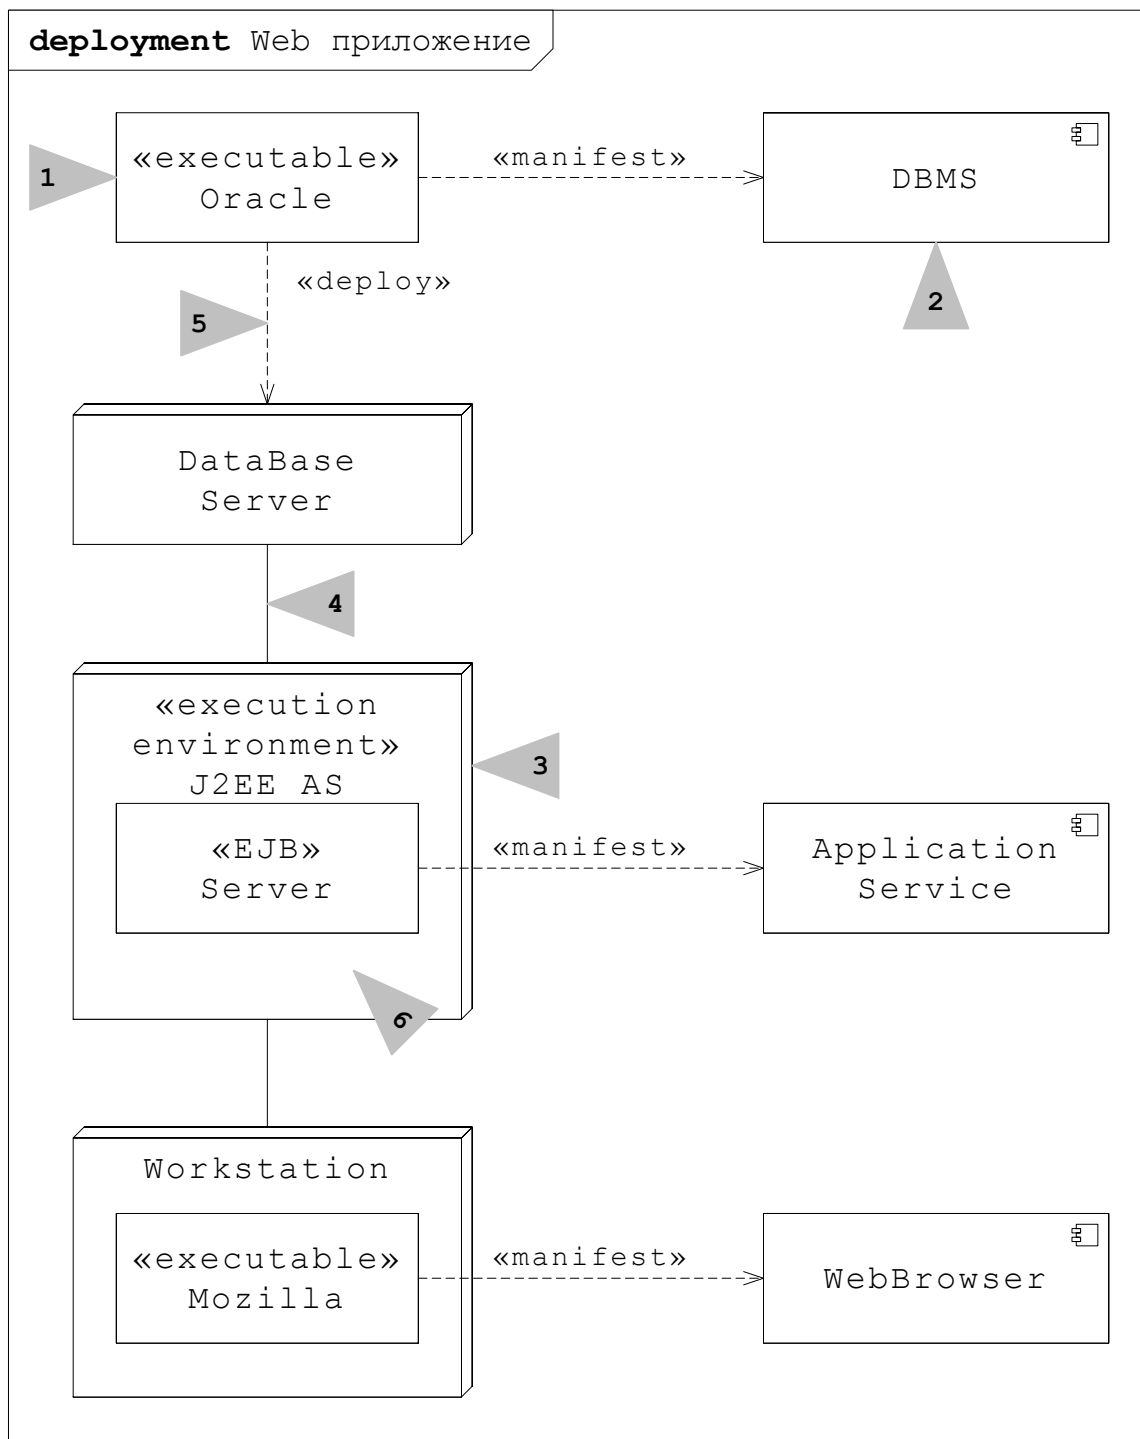 deployment Web приложение
«executable»
Oracle
«manifest»
DBMS
1
2
«deploy»
5
DataBase
Server
4
«execution
environment»
J2EE AS
3
«EJB»
Server
«manifest»
Application
Service
6
Workstation
«executable»
Mozilla
«manifest»
WebBrowser